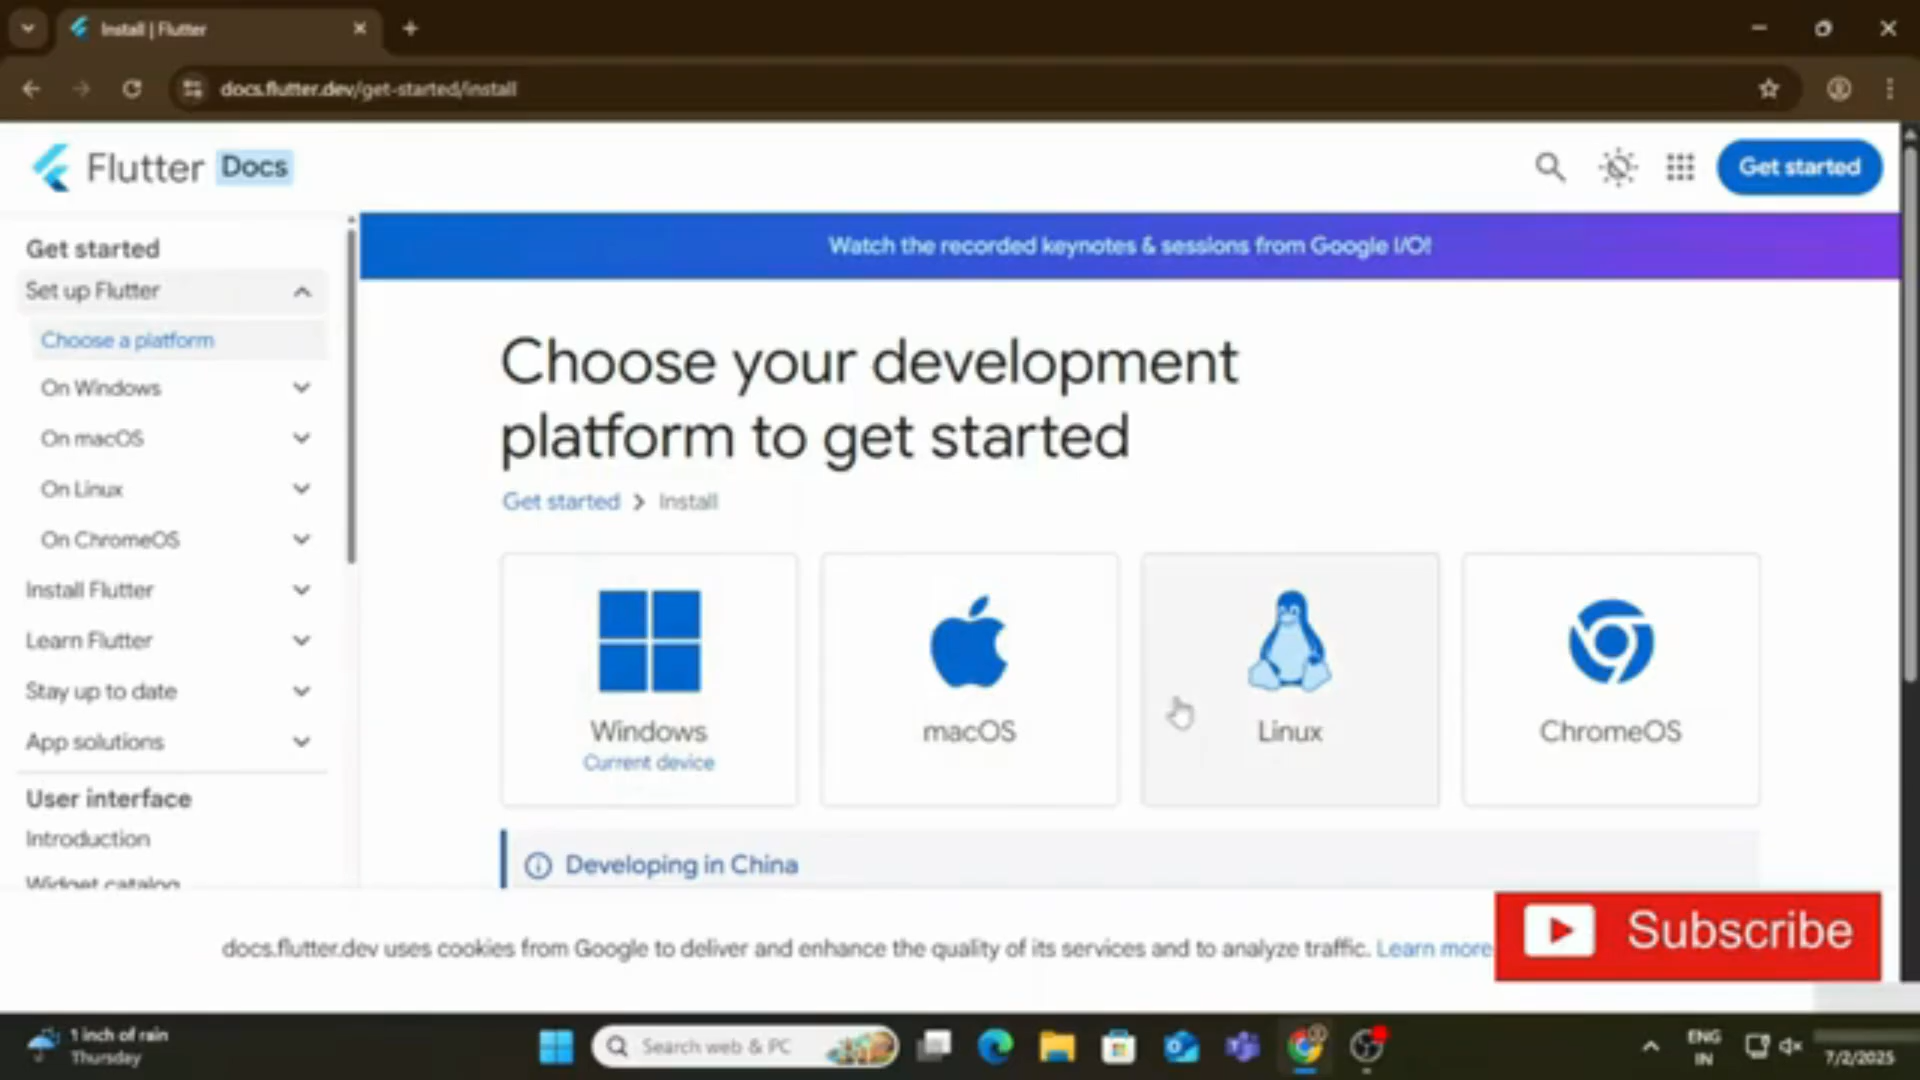 Install | Flutter
docs.flutter.dev/get-started/install
Flutter Docs
Get started
Watch the recorded keynotes & sessions from Google I/O!
Get started
Set up Flutter
Choose a platform
On Windows
On macOS
On Linux
On ChromeOS
Install Flutter
Learn Flutter
Stay up to date
App solutions
User interface
Introduction
Widget catalog
Choose your development
platform to get started
Get started > Install
Windows
Current device
macOS
Linux
ChromeOS
Developing in China
docs.flutter.dev uses cookies from Google to deliver and enhance the quality of its services and to analyze traffic. Learn more
Subscribe
1 inch of rain
Thursday
Search web & PC
ENG
IN
7/2/2025